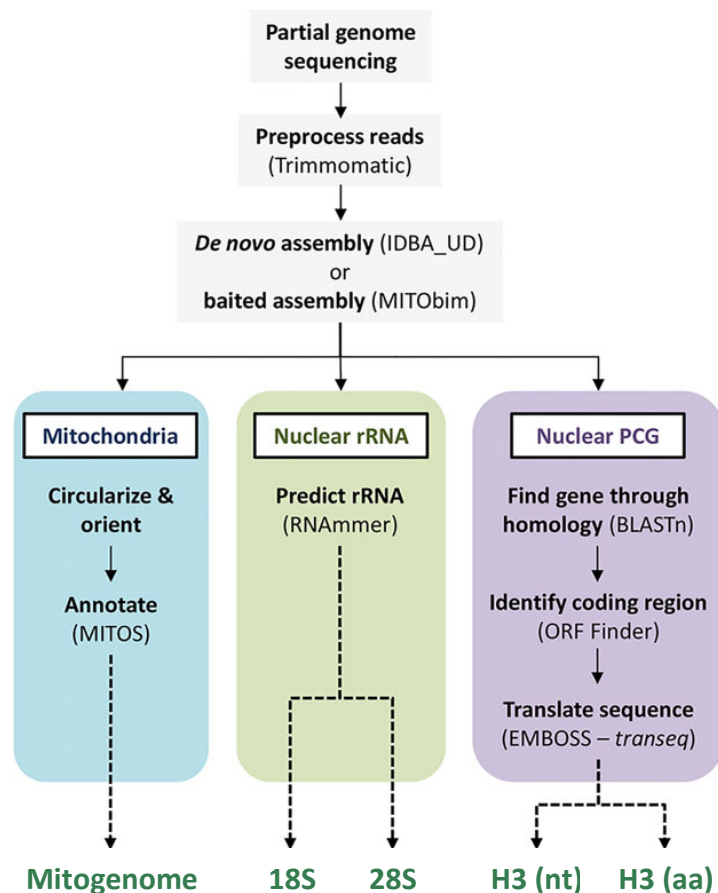 Partial genome
sequencing
Preprocess reads
(Trimmomatic)
De novo assembly (IDBA_UD)
or
baited assembly (MITObim)
Mitochondria
Circularize &
orient
Annotate
(MITOS)
Nuclear rRNA
Predict rRNA
(RNAmmer)
Nuclear PCG
Find gene through
homology (BLASTn)
Identify coding region
(ORF Finder)
Translate sequence
(EMBOSS – transeq)
Mitogenome
18S
28S
H3 (nt)
H3 (aa)